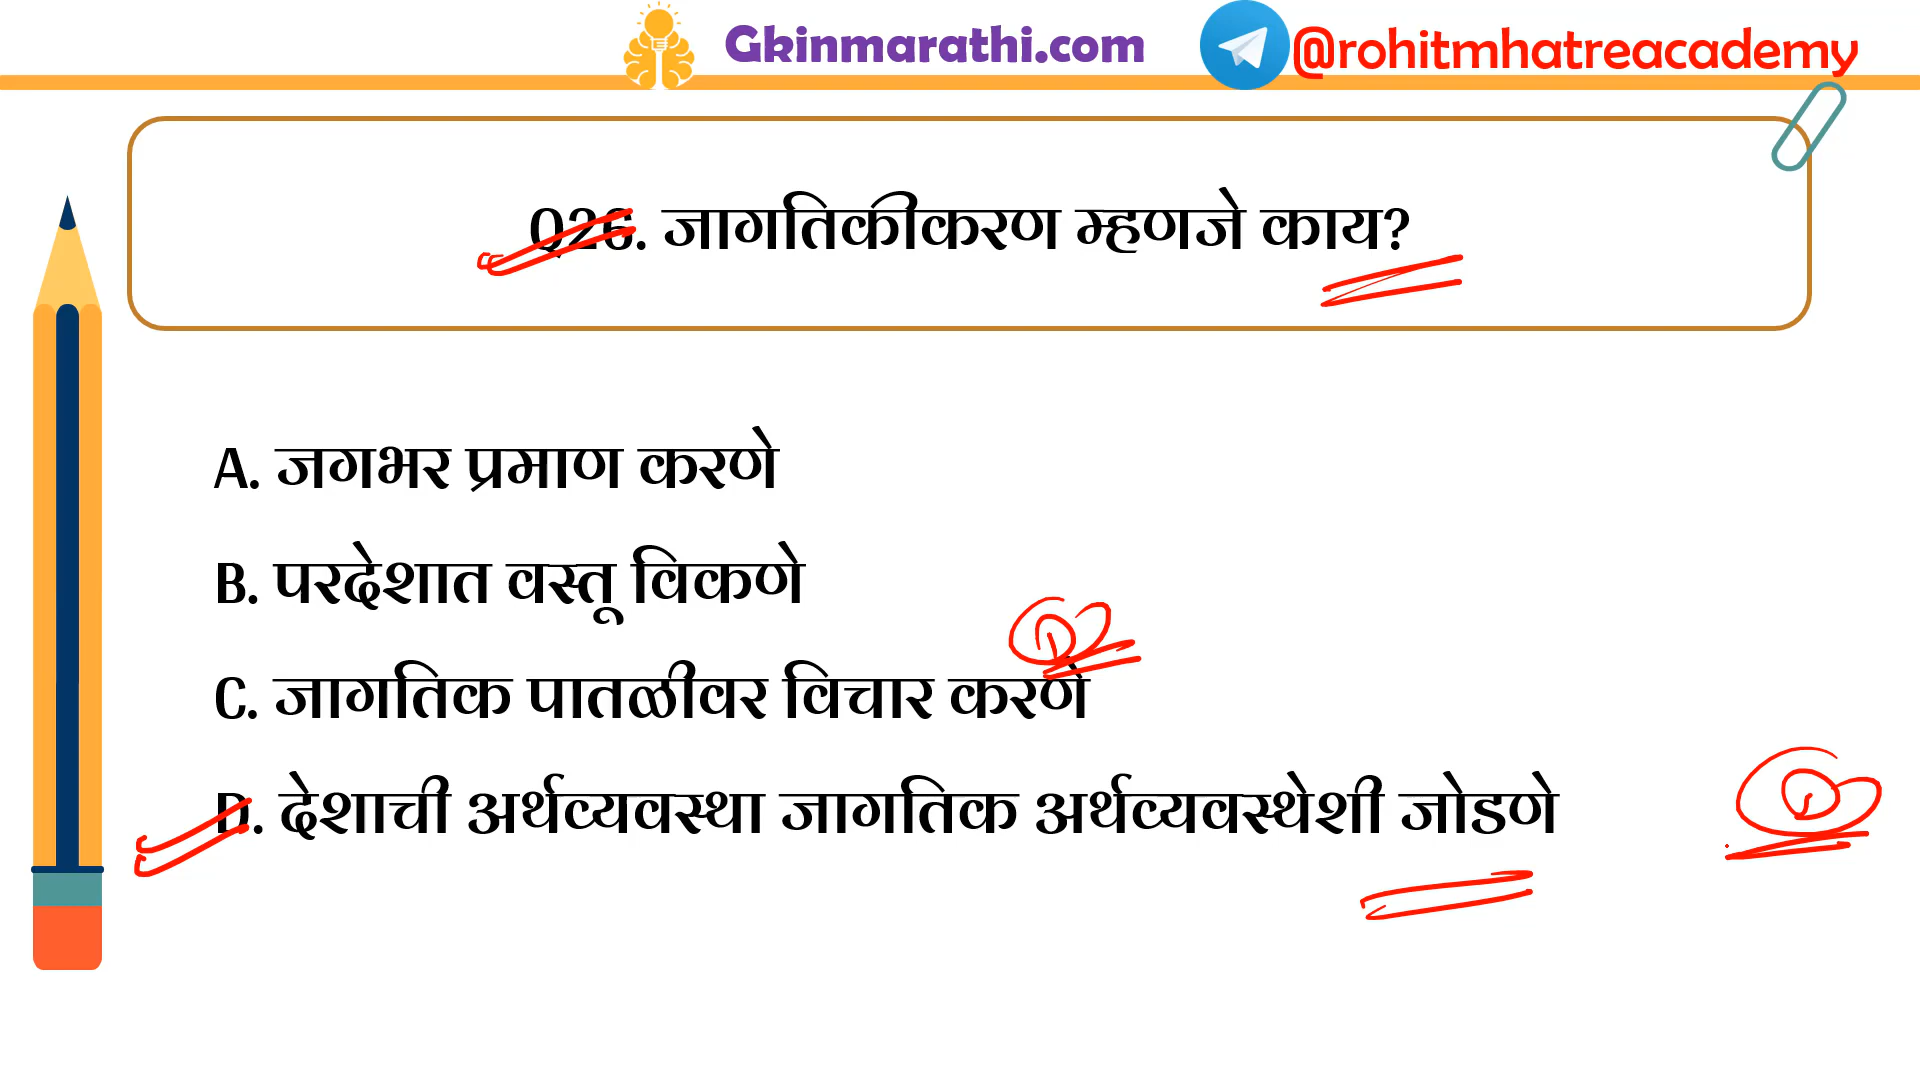 Gkinmarathi.com
@rohitmhatreacademy
Q26. जागतिकीकरण म्हणजे काय?
A. जगभर प्रमाण करणे
B. परदेशात वस्तू विकणे
C. जागतिक पातळीवर विचार करणे
D. देशाची अर्थव्यवस्था जागतिक अर्थव्यवस्थेशी जोडणे